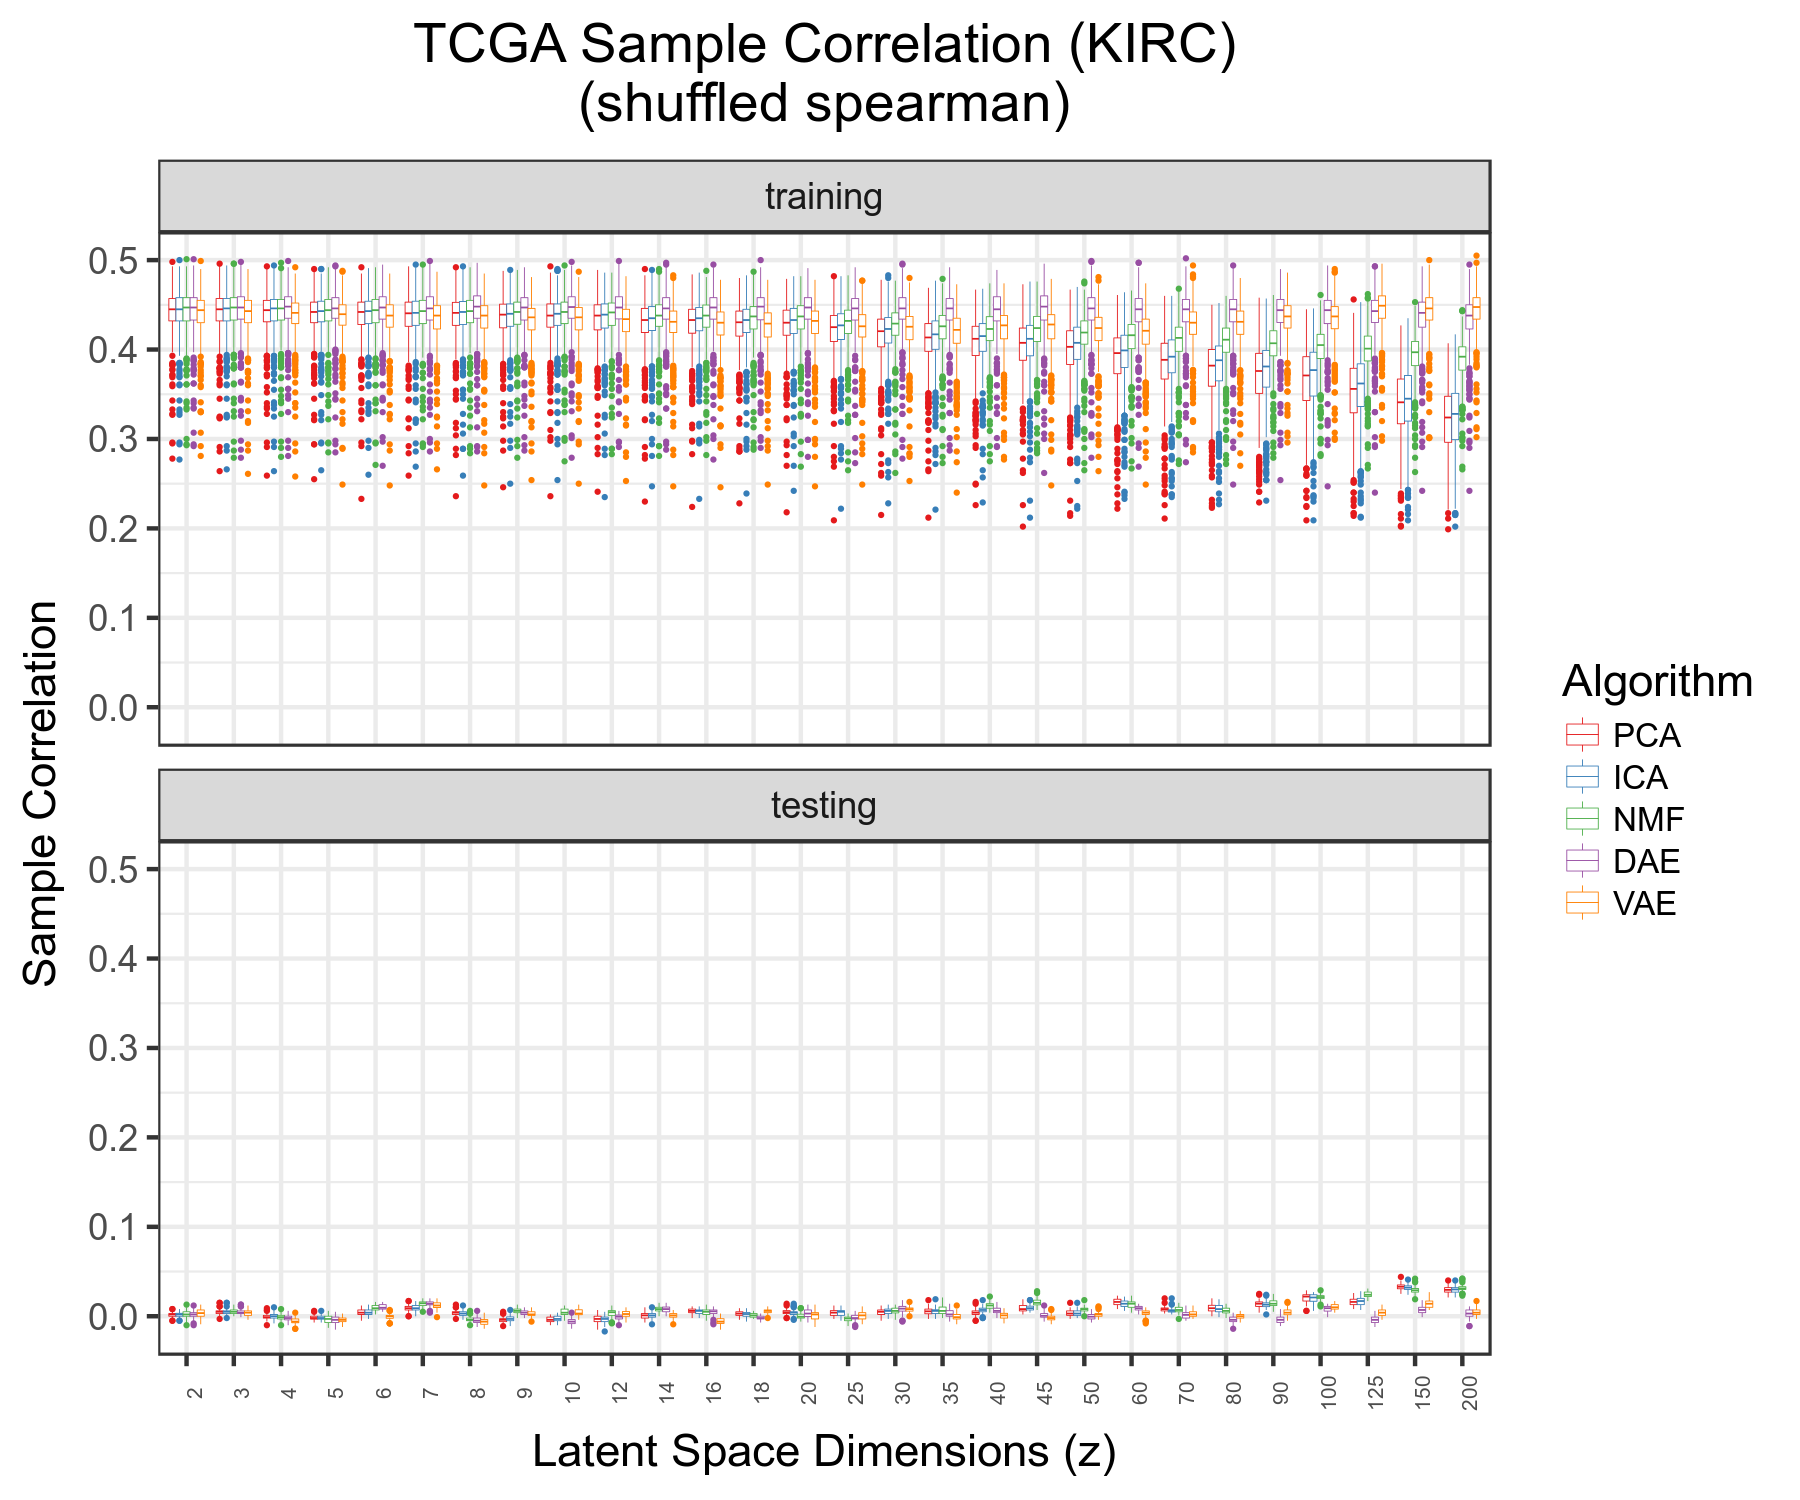 TCGA Sample Correlation (KIRC)
(shuffled spearman)
training
0.5
0.4
0.3
0.2
0.1
0.0
testing
0.5
0.4
0.3
0.2
0.1
0.0
Sample Correlation
2 3 4 5 6 7 8 9 10 12 14 16 18 20 25 30 35 40 45 50 60 70 80 90 100 125 150 200
Latent Space Dimensions (z)
Algorithm
PCA
ICA
NMF
DAE
VAE